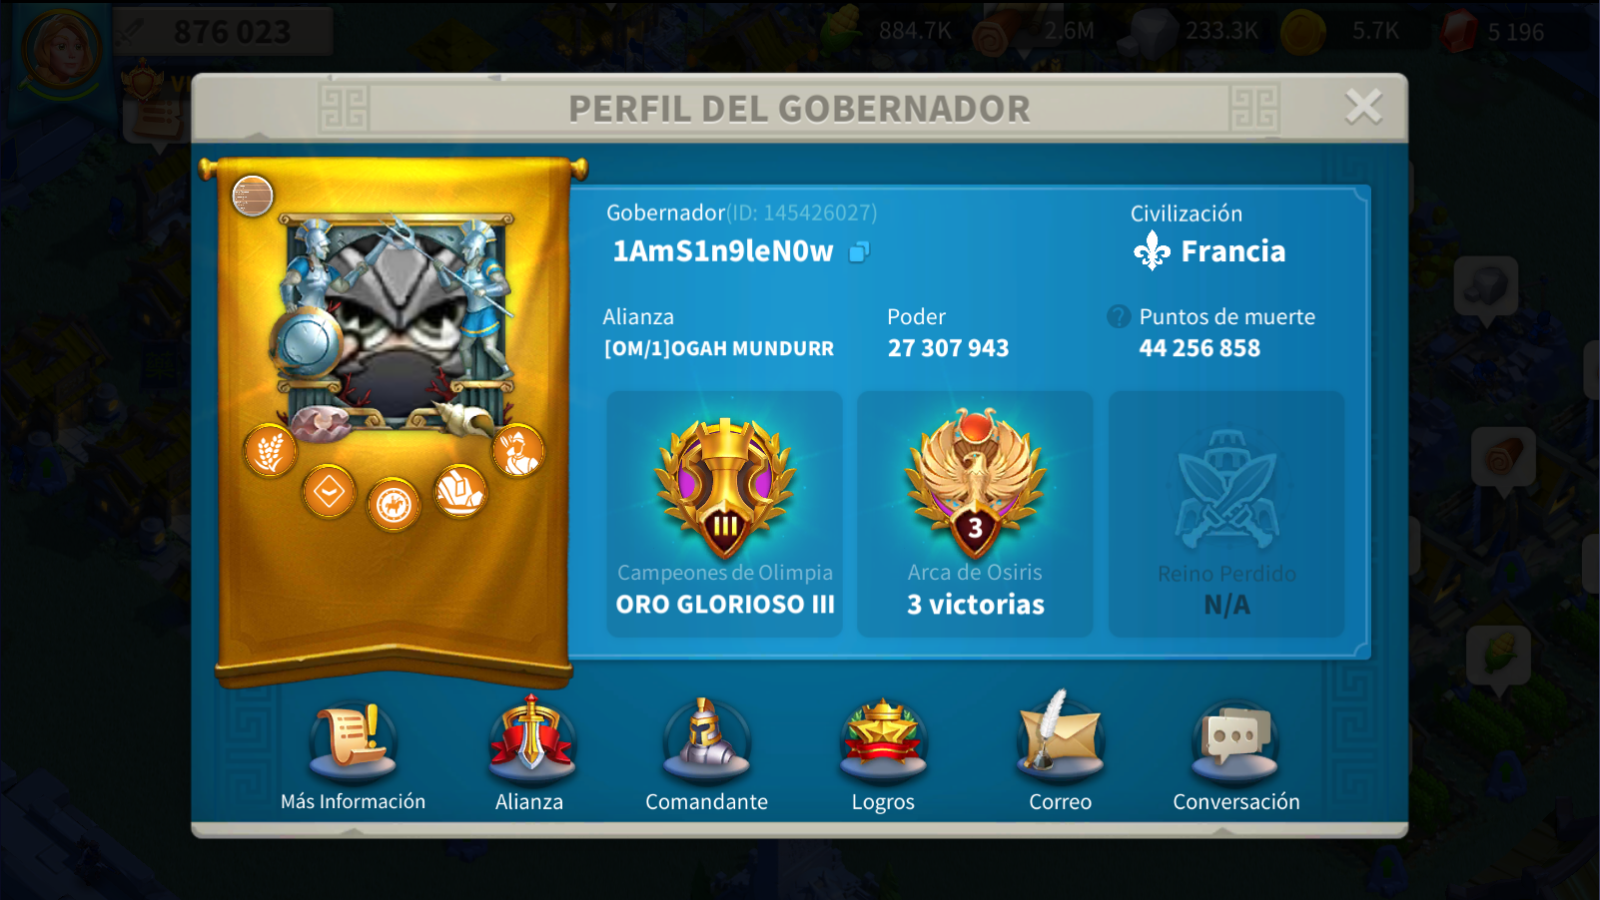 876 023
884.7K
2.6M
233.3K
5.7K
5 196
PERFIL DEL GOBERNADOR
Gobernador(ID: 145426027)
1AmS1n9leN0w
Civilización
Francia
Alianza
[OM/1]OGAH MUNDURR
Poder
27 307 943
? Puntos de muerte
44 256 858
III
Campeones de Olimpia
ORO GLORIOSO III
3
Arca de Osiris
3 victorias
Reino Perdido
N/A
Más Información
Alianza
Comandante
Logros
Correo
Conversación